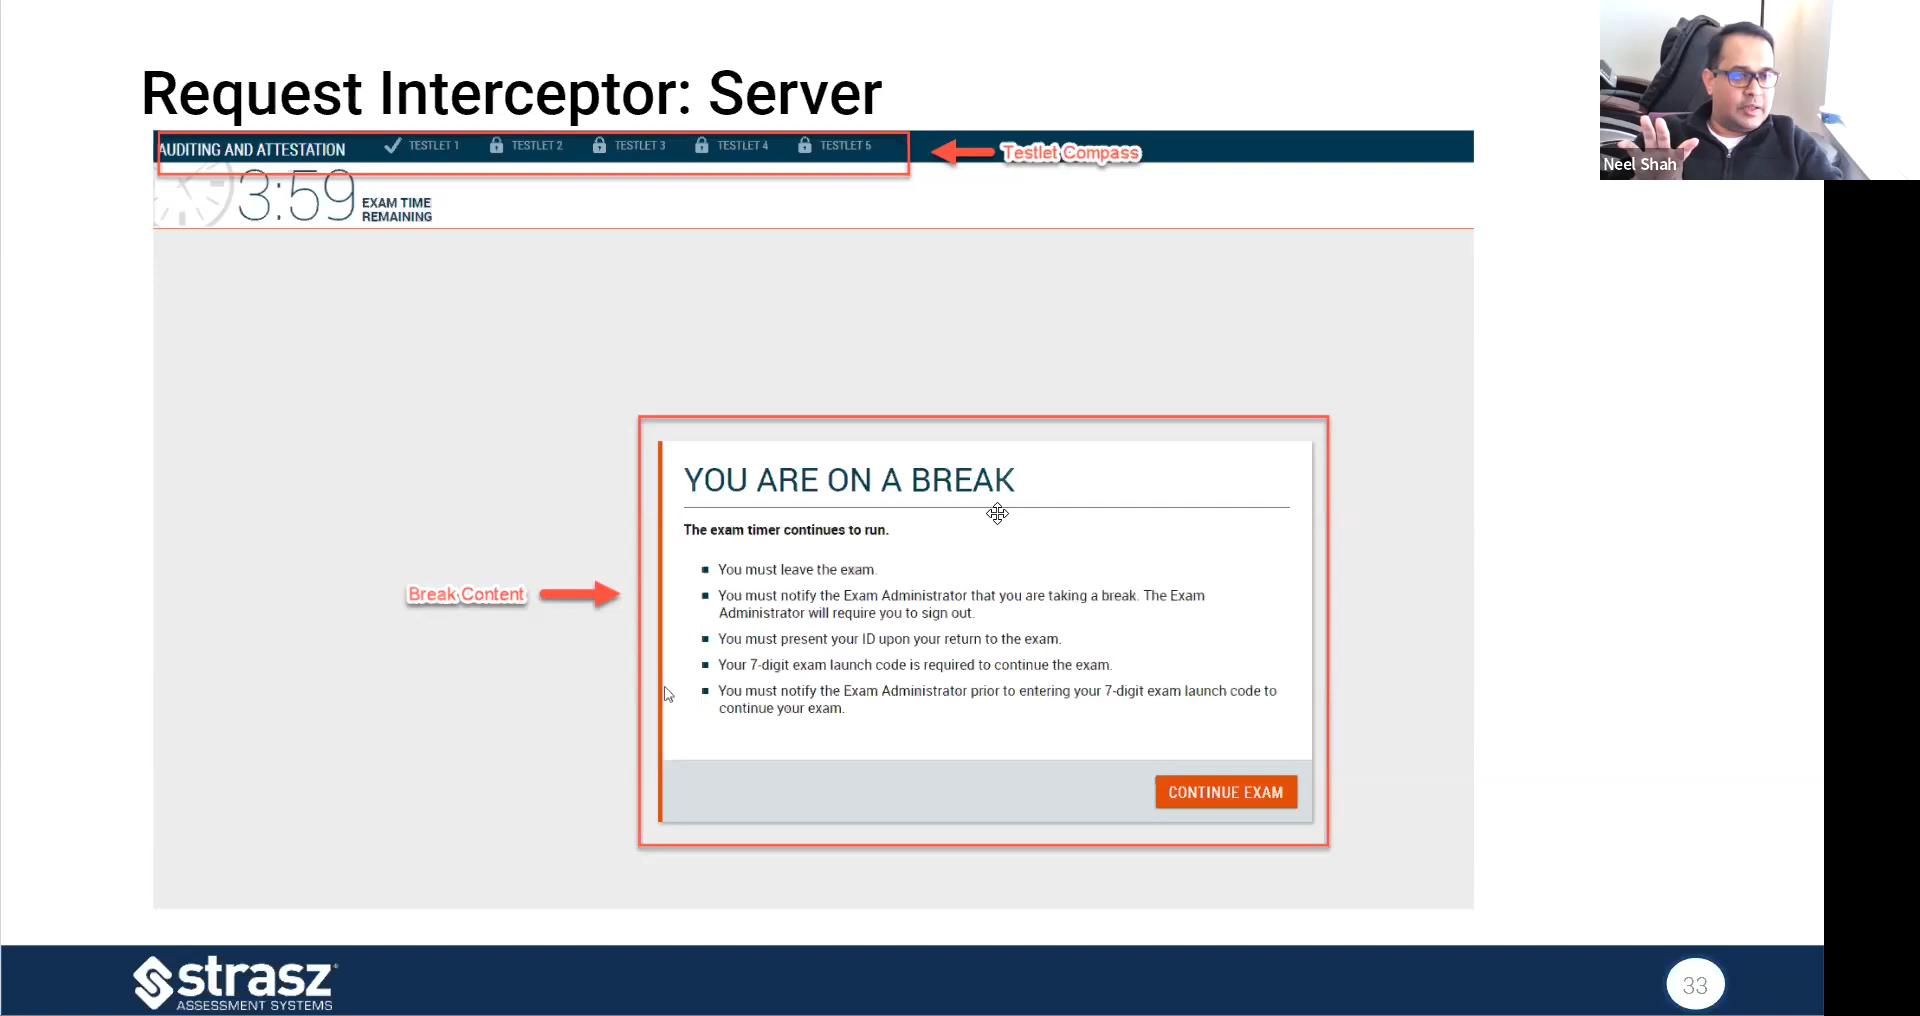 Request Interceptor: Server
AUDITING AND ATTESTATION
TESTLET 1
TESTLET 2
TESTLET 3
TESTLET 4
TESTLET 5
Testlet Compass
3:59
EXAM TIME
REMAINING
Neel Shah
YOU ARE ON A BREAK
The exam timer continues to run.
You must leave the exam.
You must notify the Exam Administrator that you are taking a break. The Exam
Administrator will require you to sign out.
You must present your ID upon your return to the exam.
Your 7-digit exam launch code is required to continue the exam.
You must notify the Exam Administrator prior to entering your 7-digit exam launch code to
continue your exam.
Break Content
CONTINUE EXAM
strasz
ASSESSMENT SYSTEMS
33